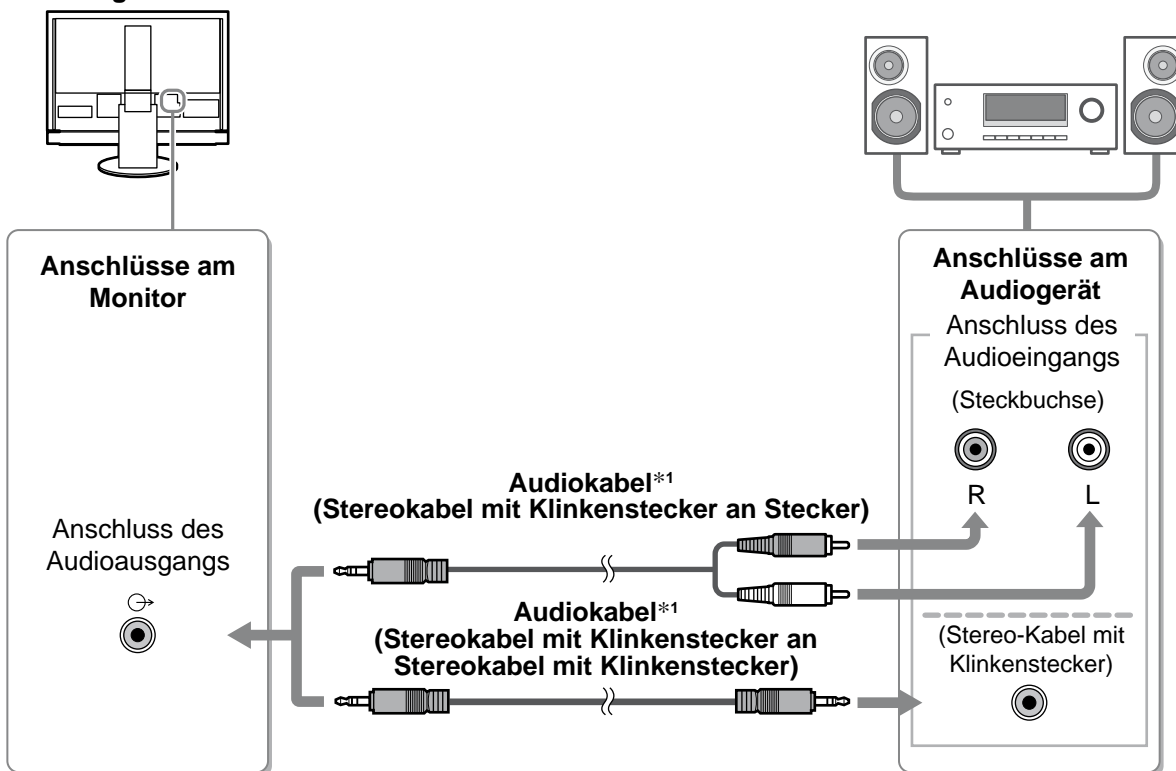 Anschlüsse am
Monitor
Anschluss des
Audioausgangs
Audiokabel*1
(Stereokabel mit Klinkenstecker an Stecker)
Audiokabel*1
(Stereokabel mit Klinkenstecker an
Stereokabel mit Klinkenstecker)
Anschlüsse am
Audiogerät
Anschluss des
Audioeingangs
(Steckbuchse)
R L
(Stereo-Kabel mit
Klinkenstecker)